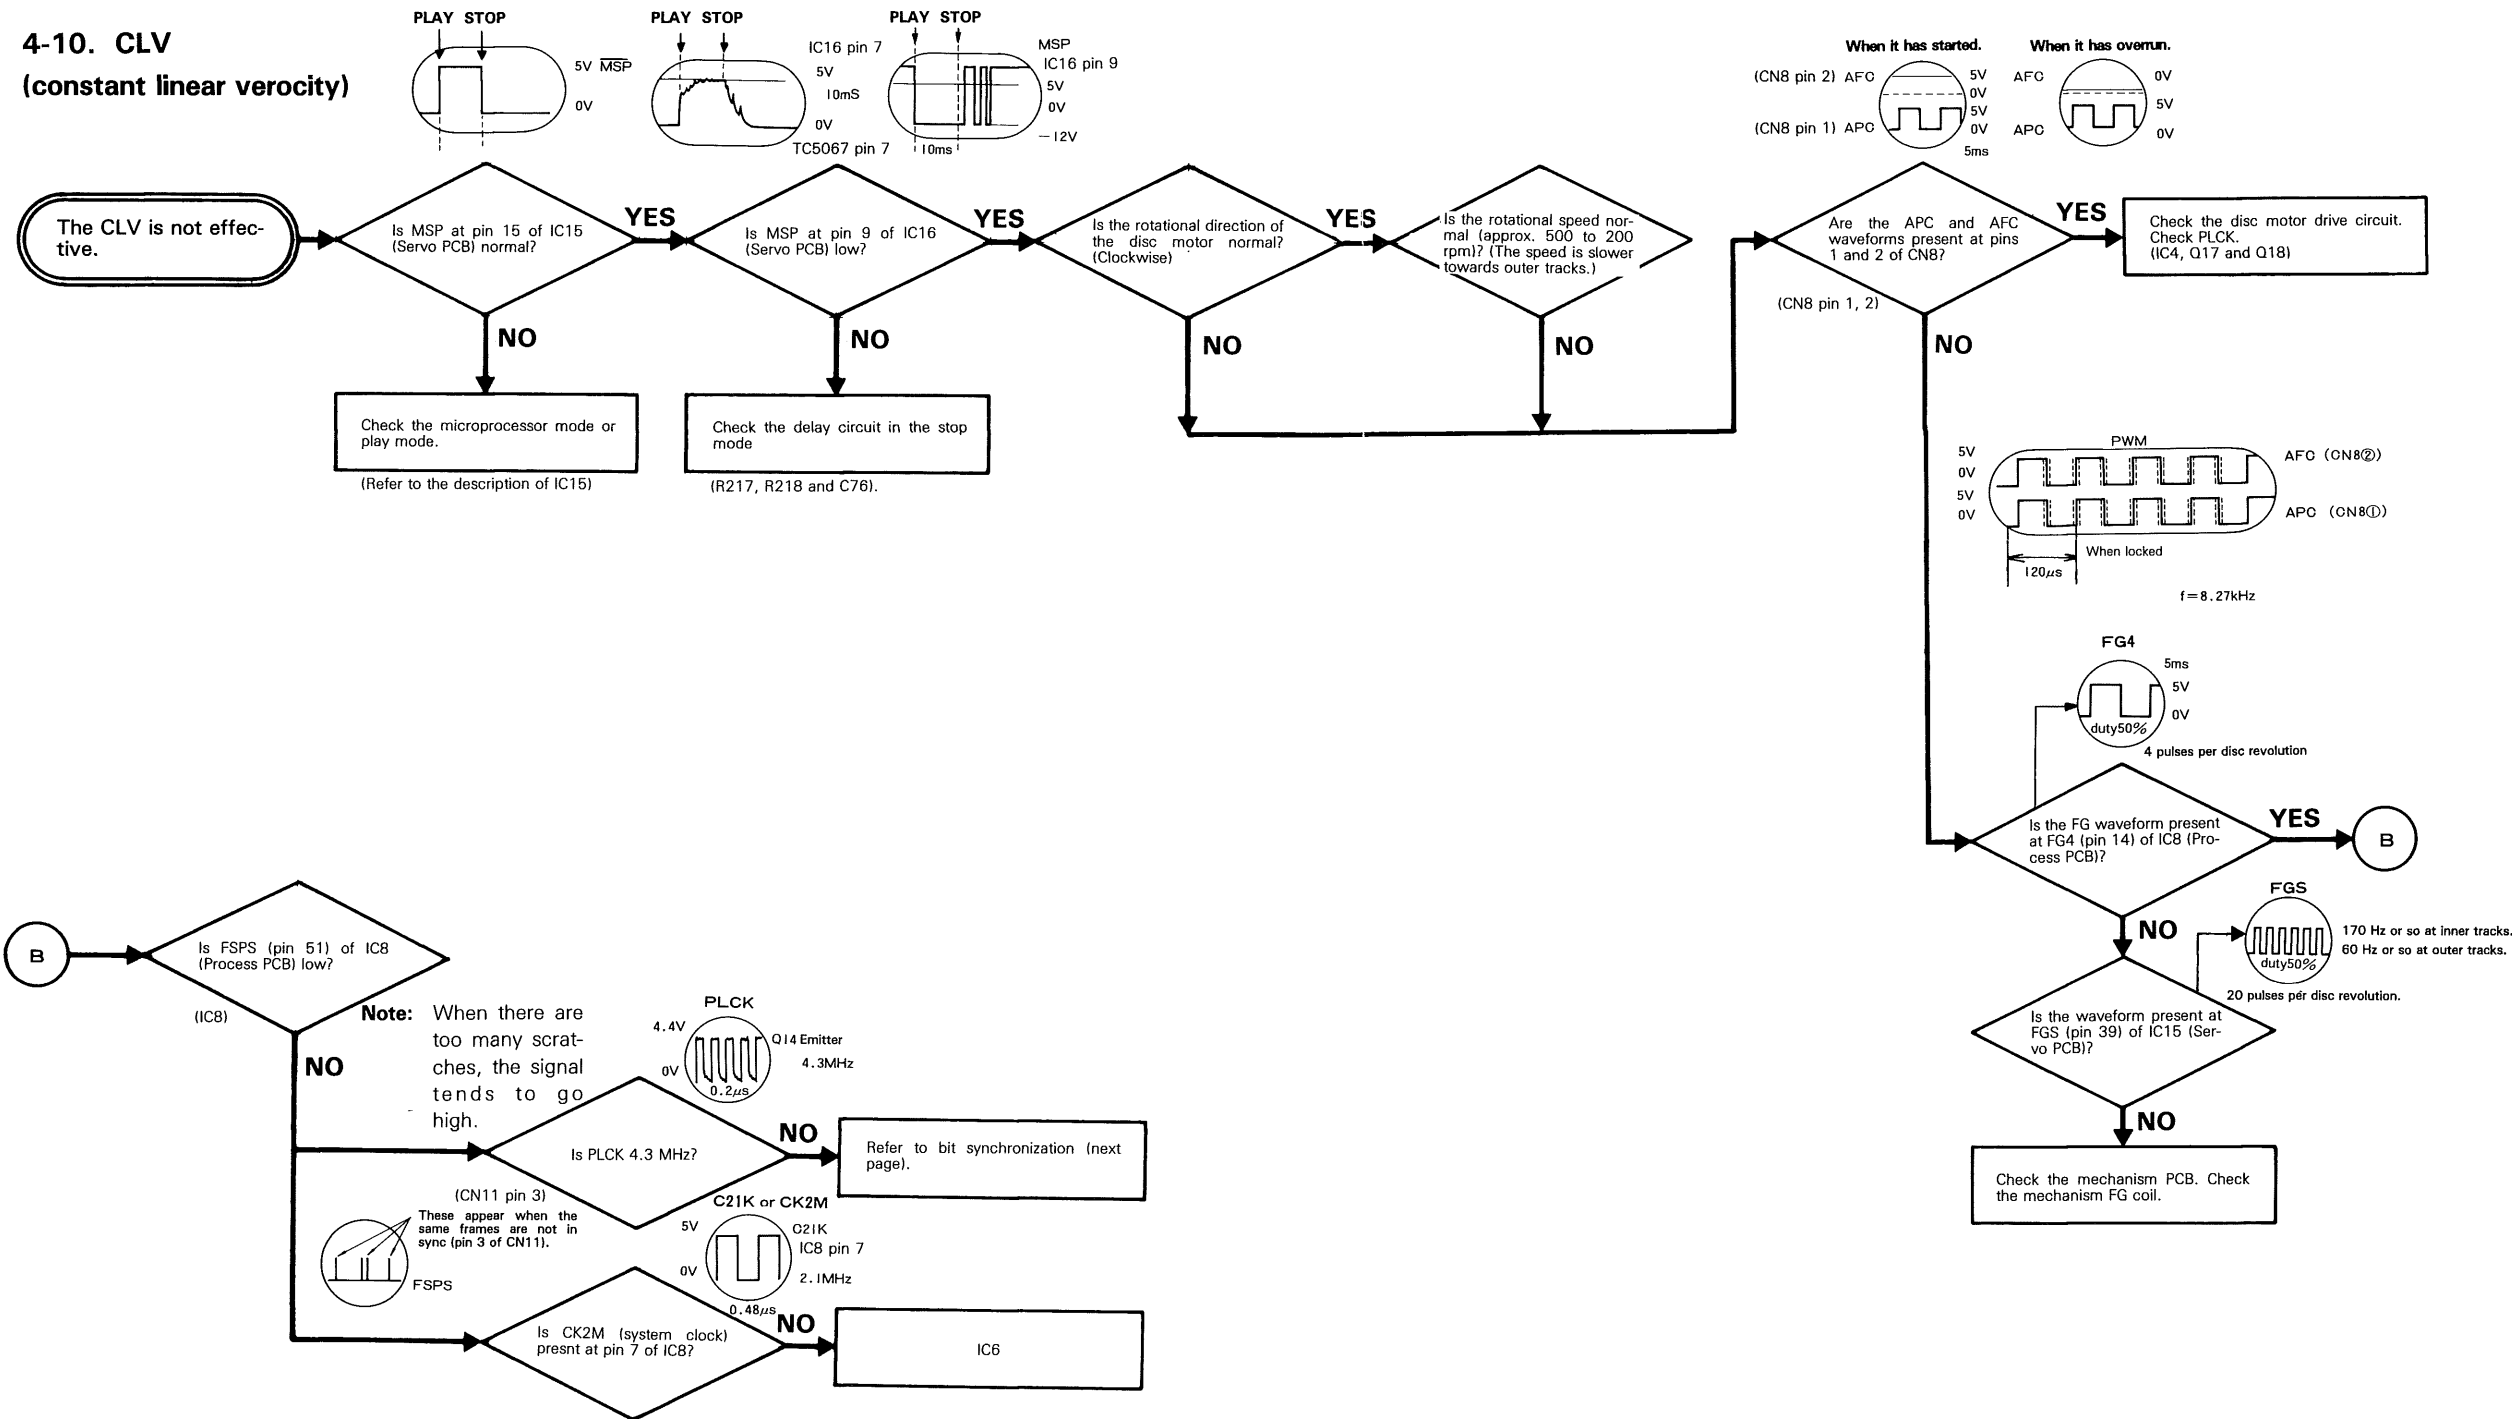 4-10. CLV
(constant linear verocity)
PLAY STOP
5V MSP
0V
PLAY STOP
IC16 pin 7
5V
10mS
0V
TC5067 pin 7
PLAY STOP
MSP
IC16 pin 9
5V
0V
−12V
10ms
When it has started.
(CN8 pin 2) AFC
5V
0V
5V
(CN8 pin 1) APC
0V
5ms
When it has overrun.
AFC
0V
5V
APC
0V
The CLV is not effec-
tive.
Is MSP at pin 15 of IC15
(Servo PCB) normal?
YES
Is MSP at pin 9 of IC16
(Servo PCB) low?
YES
Is the rotational direction of
the disc motor normal?
(Clockwise)
YES
Is the rotational speed nor-
mal (approx. 500 to 200
rpm)? (The speed is slower
towards outer tracks.)
Are the APC and AFC
waveforms present at pins
1 and 2 of CN8?
(CN8 pin 1, 2)
YES
Check the disc motor drive circuit.
Check PLCK.
(IC4, Q17 and Q18)
NO
NO
NO
NO
NO
Check the microprocessor mode or
play mode.
(Refer to the description of IC15)
Check the delay circuit in the stop
mode
(R217, R218 and C76).
PWM
5V
0V
AFC (CN8②)
5V
0V
APC (CN8①)
When locked
120μs
f=8.27kHz
FG4
5ms
5V
0V
duty50%
4 pulses per disc revolution
Is the FG waveform present
at FG4 (pin 14) of IC8 (Pro-
cess PCB)?
YES
B
NO
FGS
170 Hz or so at inner tracks.
60 Hz or so at outer tracks.
duty50%
20 pulses per disc revolution.
Is the waveform present at
FGS (pin 39) of IC15 (Ser-
vo PCB)?
NO
Check the mechanism PCB. Check
the mechanism FG coil.
B
Is FSPS (pin 51) of IC8
(Process PCB) low?
(IC8)
NO
Note: When there are
too many scrat-
ches, the signal
tends to go
high.
PLCK
4.4V
Q14 Emitter
4.3MHz
0V
0.2μs
Is PLCK 4.3 MHz?
(CN11 pin 3)
NO
Refer to bit synchronization (next
page).
These appear when the
same frames are not in
sync (pin 3 of CN11).
FSPS
C21K or CK2M
5V
C21K
IC8 pin 7
0V
2.1MHz
0.48μs
Is CK2M (system clock)
presnt at pin 7 of IC8?
NO
IC6